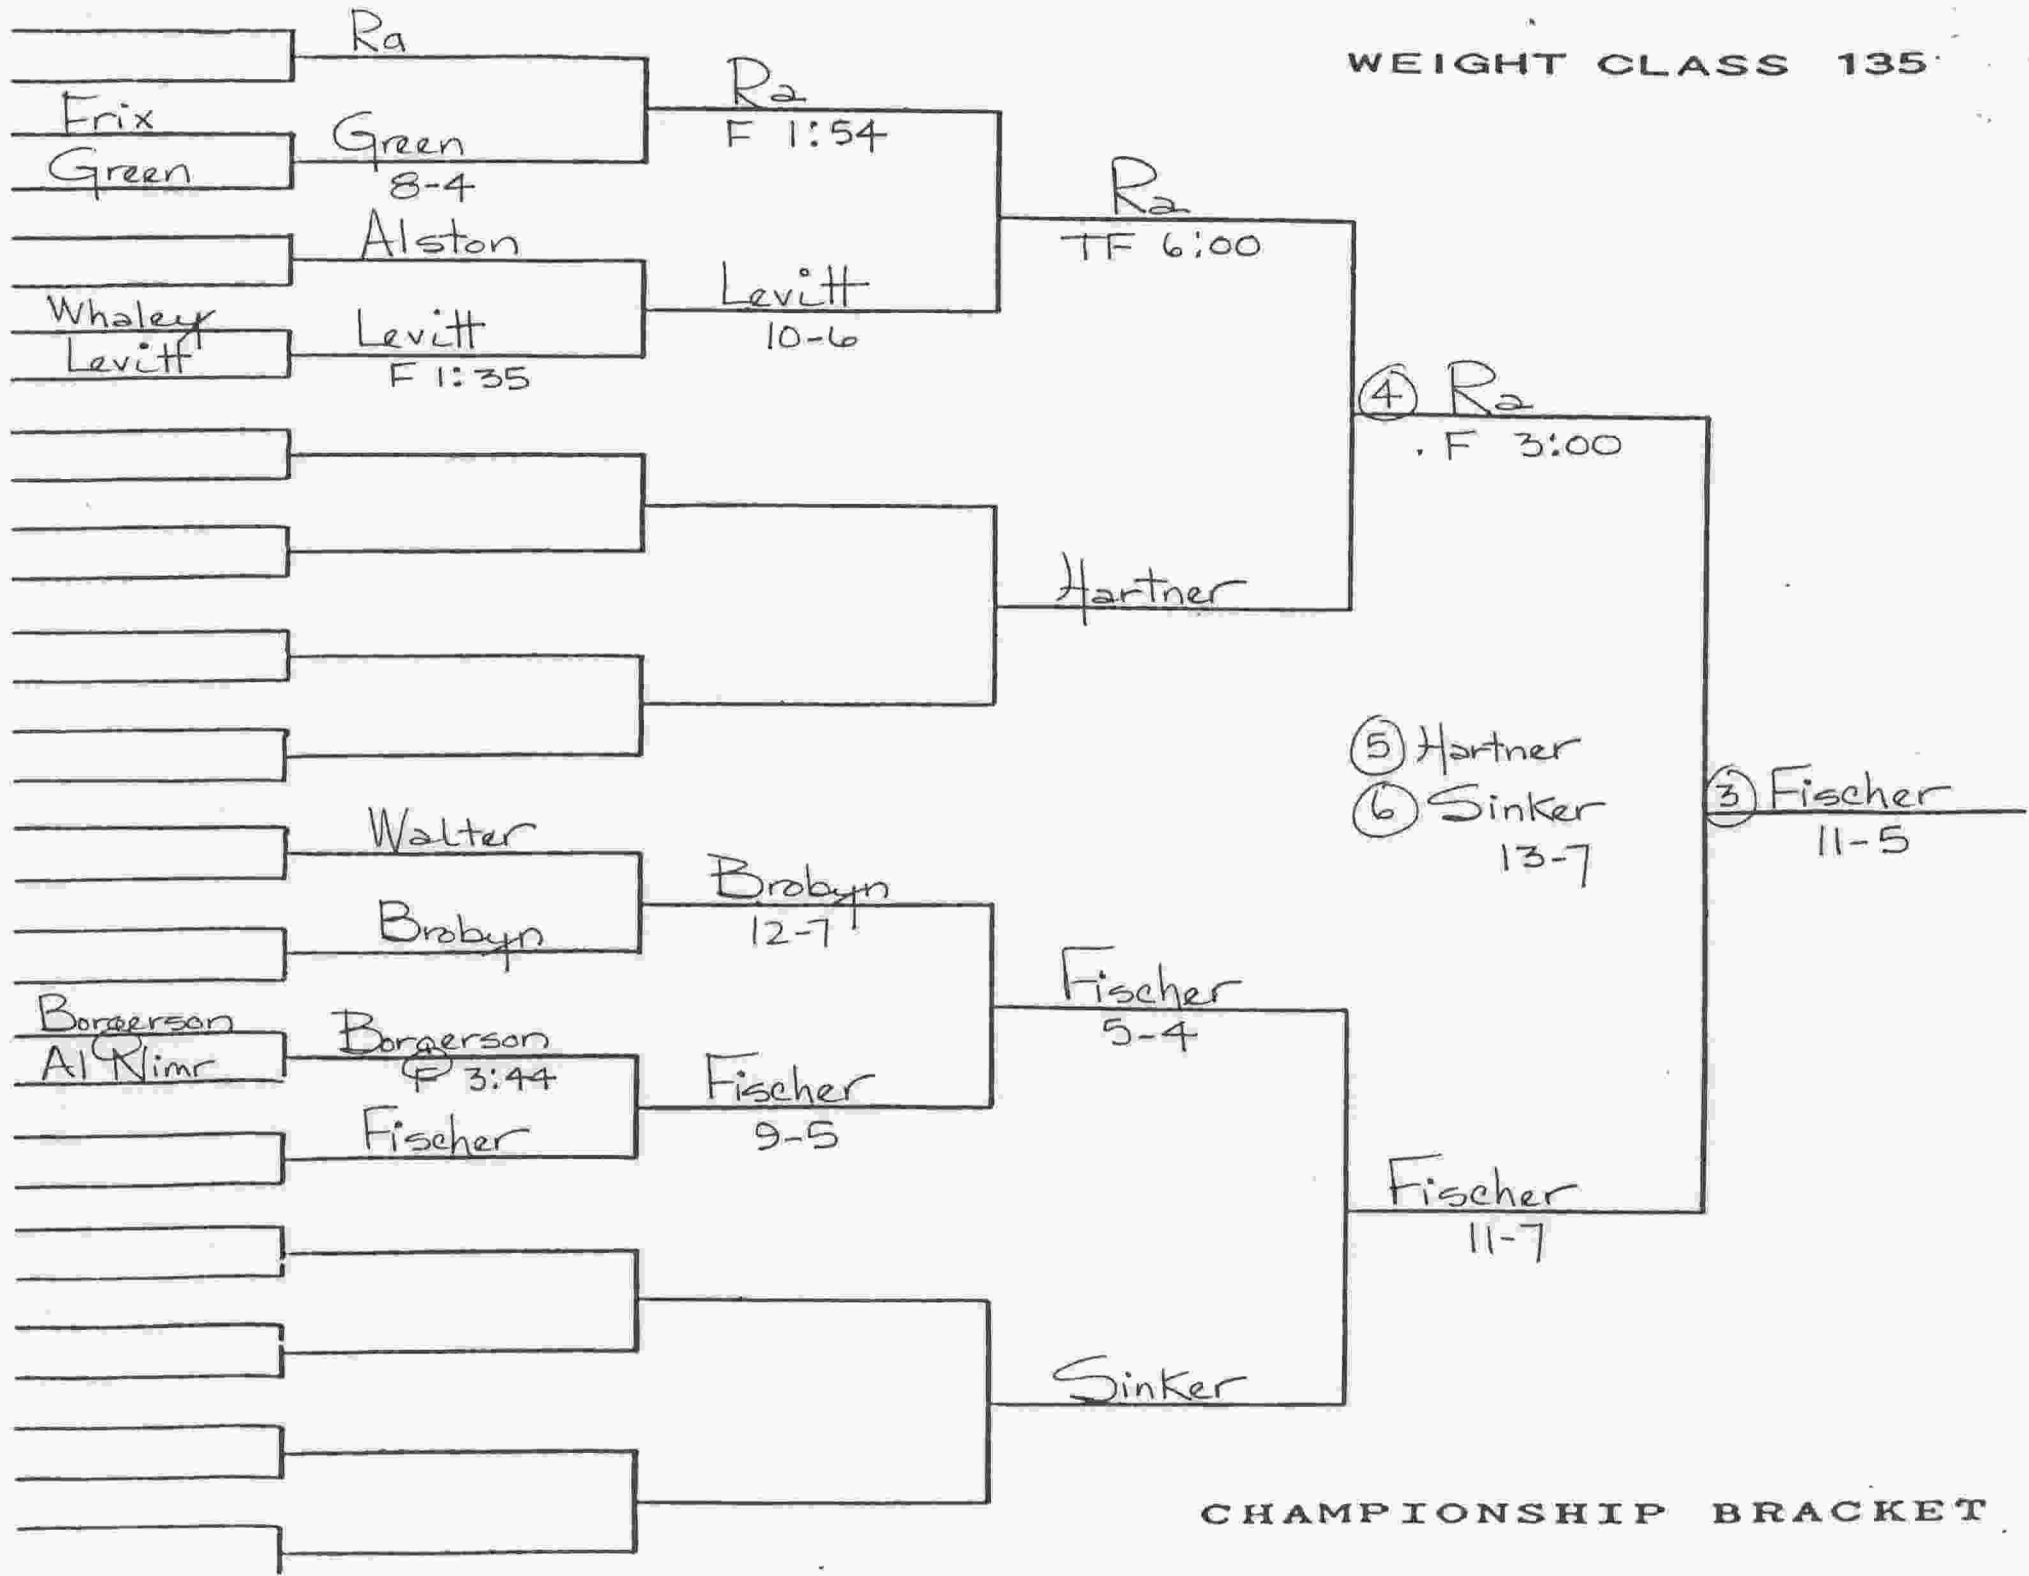 WEIGHT CLASS 135
Ra
Frix
Green
Green
8-4
Ra
F 1:54
Alston
Whaley
Levitt
Levitt
F 1:35
Levitt
10-6
Ra
TF 6:00
Hartner
④ Ra
F 3:00
⑤ Hartner
⑥ Sinker
13-7
③ Fischer
11-5
Walter
Brobyn
Brobyn
12-7
Borgerson
Al Nimr
Borgerson
F 3:44
Fischer
Fischer
9-5
Fischer
5-4
Sinker
Fischer
11-7
CHAMPIONSHIP BRACKET